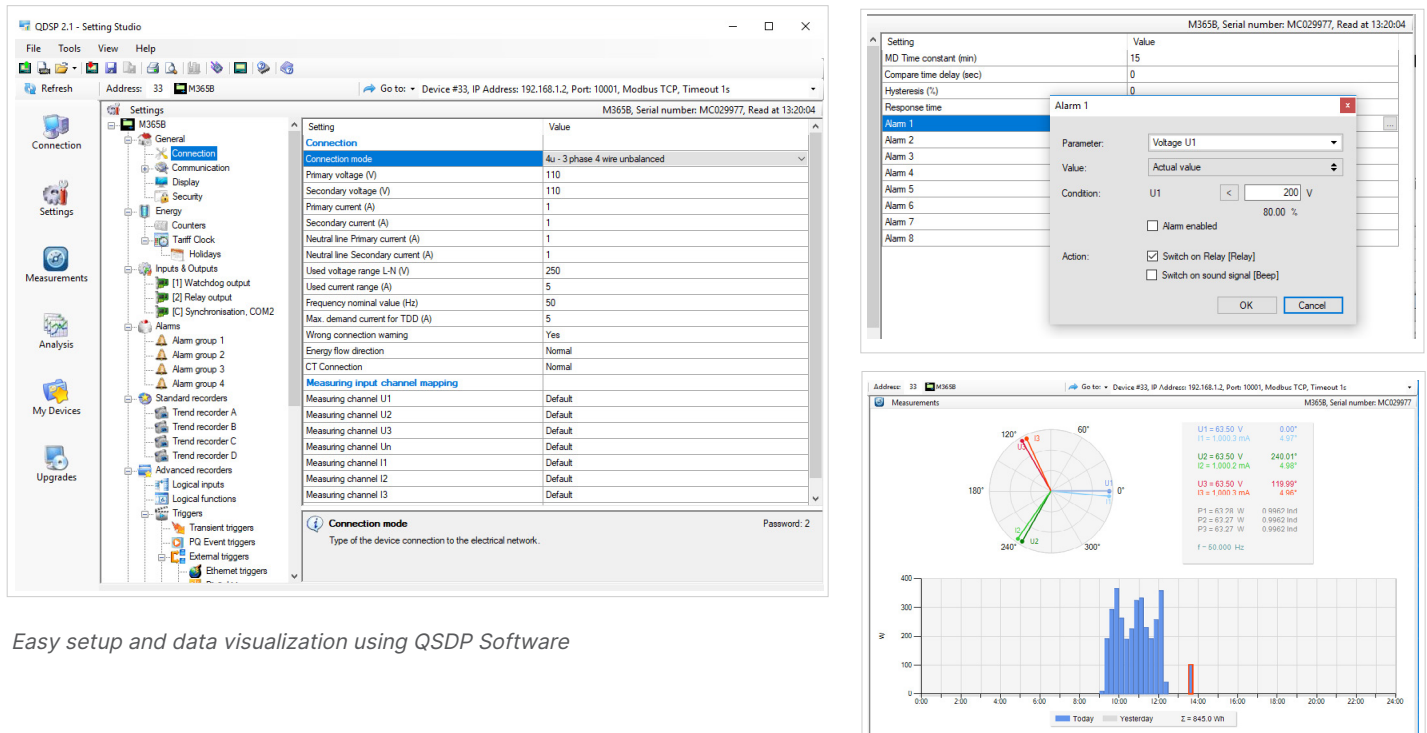 QDSP 2.1 - Setting Studio
File Tools View Help
Refresh Address: 33 M365B Go to: Device #33, IP Address: 192.168.1.2, Port: 10001, Modbus TCP, Timeout 1s
Connection
Settings
Measurements
Analysis
My Devices
Upgrades
Settings M365B, Serial number: MC029977, Read at 13:20:04
M365B
General
Connection
Communication
Display
Security
Energy
Counters
Tariff Clock
Holidays
Inputs & Outputs
[1] Watchdog output
[2] Relay output
[C] Synchronisation, COM2
Alarms
Alarm group 1
Alarm group 2
Alarm group 3
Alarm group 4
Standard recorders
Trend recorder A
Trend recorder B
Trend recorder C
Trend recorder D
Advanced recorders
Logical inputs
Logical functions
Triggers
Transient triggers
PQ Event triggers
External triggers
Ethernet triggers
Setting Value
Connection
Connection mode 4u - 3 phase 4 wire unbalanced
Primary voltage (V) 110
Secondary voltage (V) 110
Primary current (A) 1
Secondary current (A) 1
Neutral line Primary current (A) 1
Neutral line Secondary current (A) 1
Used voltage range L-N (V) 250
Used current range (A) 5
Frequency nominal value (Hz) 50
Max. demand current for TDD (A) 5
Wrong connection warning Yes
Energy flow direction Normal
CT Connection Normal
Measuring input channel mapping
Measuring channel U1 Default
Measuring channel U2 Default
Measuring channel U3 Default
Measuring channel Un Default
Measuring channel I1 Default
Measuring channel I2 Default
Measuring channel I3 Default
Connection mode Password: 2
Type of the device connection to the electrical network.
Easy setup and data visualization using QSDP Software
M365B, Serial number: MC029977, Read at 13:20:04
Setting Value
MD Time constant (min) 15
Compare time delay (sec) 0
Hysteresis (%) 0
Response time
Alarm 1 ...
Alarm 2
Alarm 3
Alarm 4
Alarm 5
Alarm 6
Alarm 7
Alarm 8
Alarm 1 x
Parameter: Voltage U1
Value: Actual value
Condition: U1 < 200 V
80.00 %
Alarm enabled
Action: Switch on Relay [Relay]
Switch on sound signal [Beep]
OK Cancel
Address: 33 M365B Go to: Device #33, IP Address: 192.168.1.2, Port: 10001, Modbus TCP, Timeout 1s
Measurements M365B, Serial number: MC029977
120° 60°
U3 I3
180° U1 0°
I2 U2
240° 300°
U1 = 63.50 V 0.00°
I1 = 1,000.3 mA 4.97°
U2 = 63.50 V 240.01°
I2 = 1,000.2 mA 4.98°
U3 = 63.50 V 119.99°
I3 = 1,000.3 mA 4.96°
P1 = 63.28 W 0.9962 Ind
P2 = 63.27 W 0.9962 Ind
P3 = 63.27 W 0.9962 Ind
f = 50.000 Hz
400
300
W 200
100
0
0:00 2:00 4:00 6:00 8:00 10:00 12:00 14:00 16:00 18:00 20:00 22:00 24:00
Today Yesterday Σ = 845.0 Wh